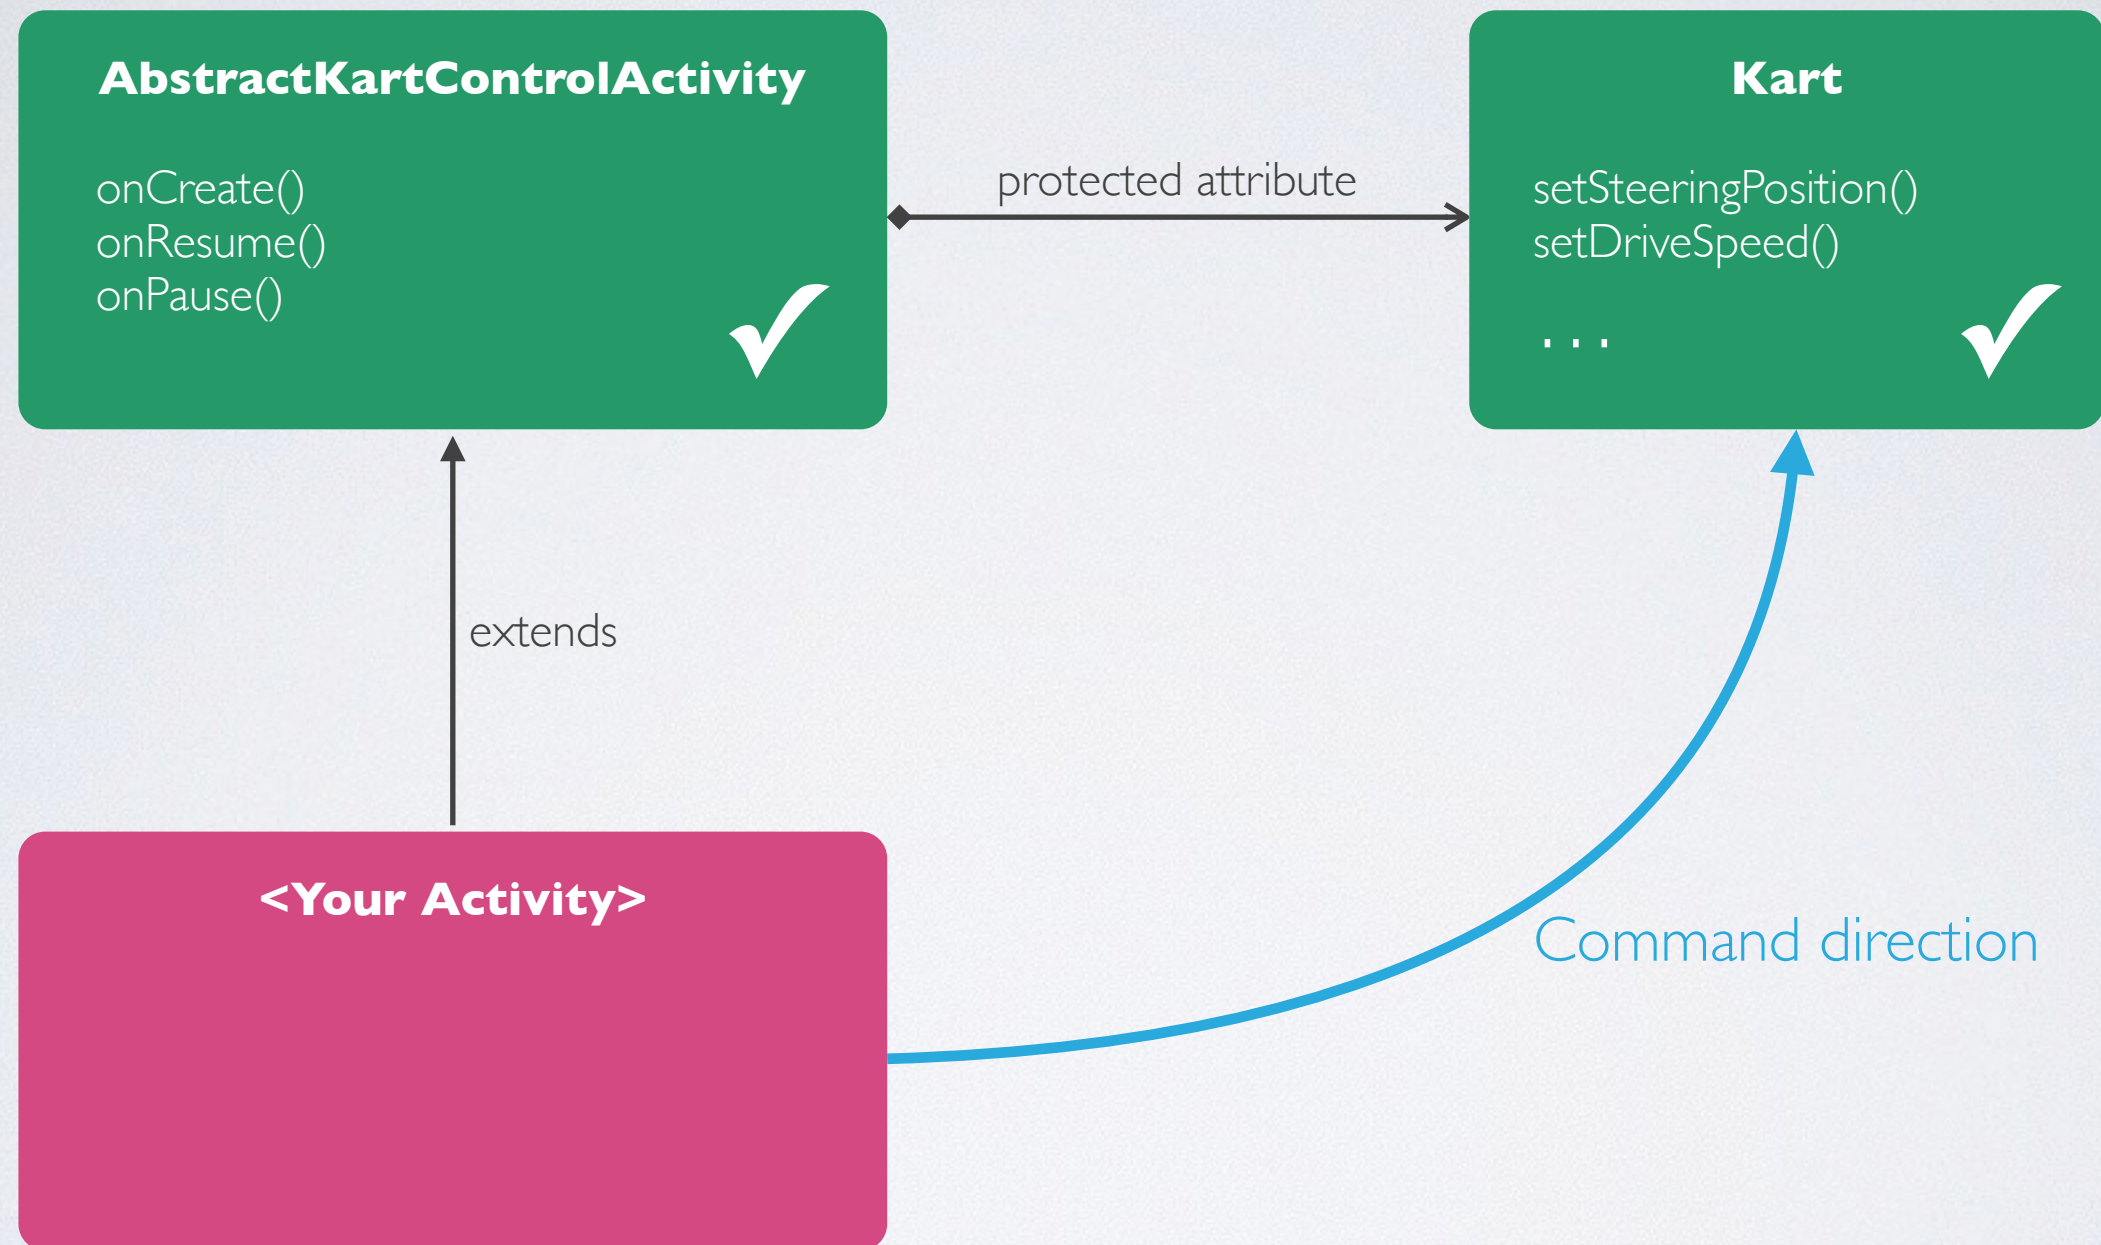 AbstractKartControlActivity
onCreate()
onResume()
onPause()
protected attribute
Kart
setSteeringPosition()
setDriveSpeed()
...
extends
<Your Activity>
Command direction